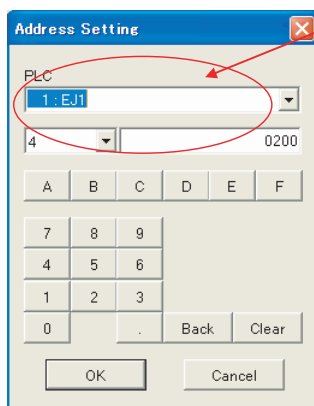 Address Setting
PLC
1 : EJ1
4 0200
A B C D E F
7 8 9
4 5 6
1 2 3
0 . Back Clear
OK Cancel